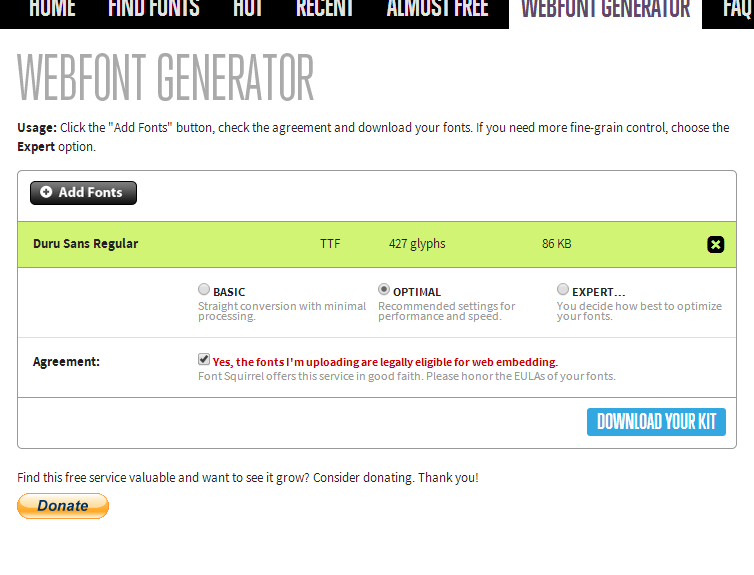 HOME FIND FONTS HOT RECENT ALMOST FREE WEBFONT GENERATOR FAQ
WEBFONT GENERATOR
Usage: Click the "Add Fonts" button, check the agreement and download your fonts. If you need more fine-grain control, choose the
Expert option.
Add Fonts
Duru Sans Regular TTF 427 glyphs 86 KB
BASIC OPTIMAL EXPERT...
Straight conversion with minimal Recommended settings for You decide how best to optimize
processing. performance and speed. your fonts.
Agreement: Yes, the fonts I'm uploading are legally eligible for web embedding.
Font Squirrel offers this service in good faith. Please honor the EULAs of your fonts.
DOWNLOAD YOUR KIT
Find this free service valuable and want to see it grow? Consider donating. Thank you!
Donate